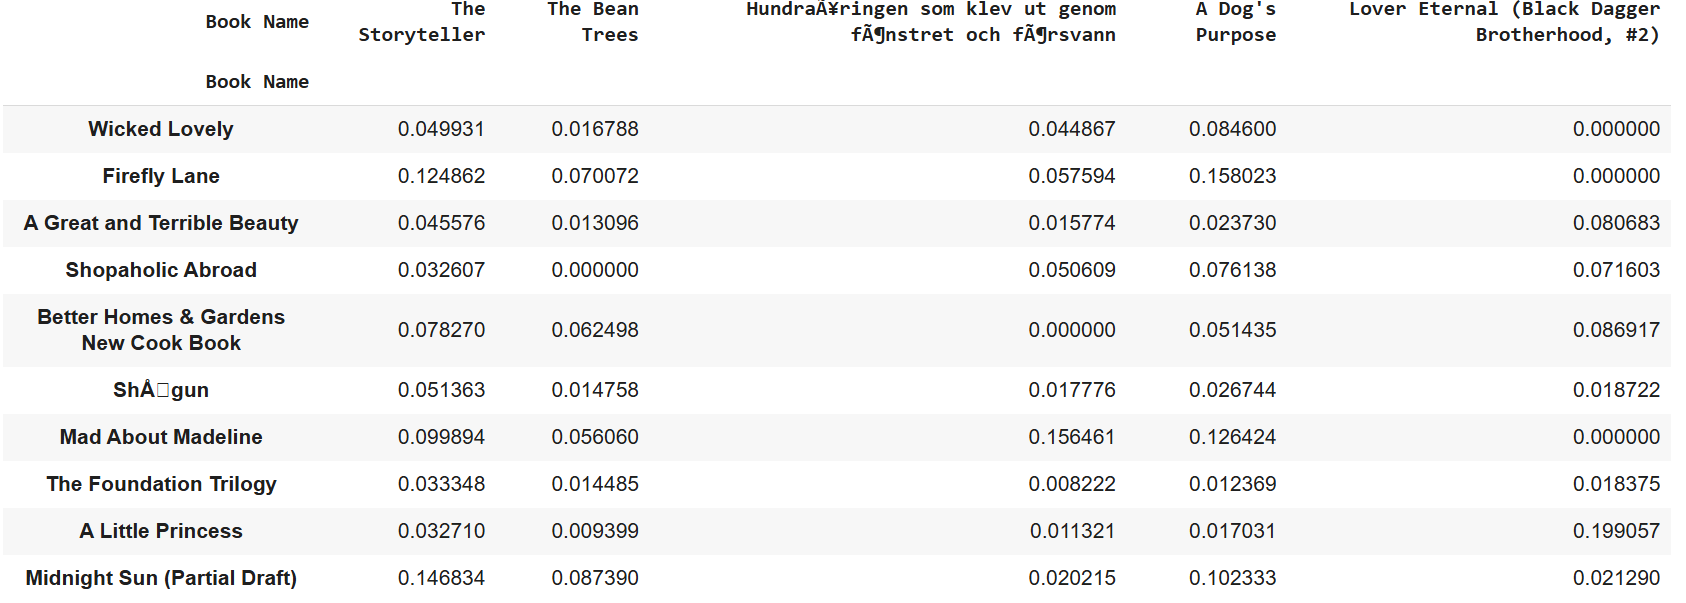 Book Name The Storyteller The Bean Trees HundraÃ¥ringen som klev ut genom fÃ¶nstret och fÃ¶rsvann A Dog's Purpose Lover Eternal (Black Dagger Brotherhood, #2)
Book Name
Wicked Lovely 0.049931 0.016788 0.044867 0.084600 0.000000
Firefly Lane 0.124862 0.070072 0.057594 0.158023 0.000000
A Great and Terrible Beauty 0.045576 0.013096 0.015774 0.023730 0.080683
Shopaholic Abroad 0.032607 0.000000 0.050609 0.076138 0.071603
Better Homes & Gardens New Cook Book 0.078270 0.062498 0.000000 0.051435 0.086917
ShÅ□gun 0.051363 0.014758 0.017776 0.026744 0.018722
Mad About Madeline 0.099894 0.056060 0.156461 0.126424 0.000000
The Foundation Trilogy 0.033348 0.014485 0.008222 0.012369 0.018375
A Little Princess 0.032710 0.009399 0.011321 0.017031 0.199057
Midnight Sun (Partial Draft) 0.146834 0.087390 0.020215 0.102333 0.021290